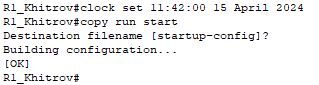 R1_Khitrov#clock set 11:42:00 15 April 2024
R1_Khitrov#copy run start
Destination filename [startup-config]?
Building configuration...
[OK]
R1_Khitrov#